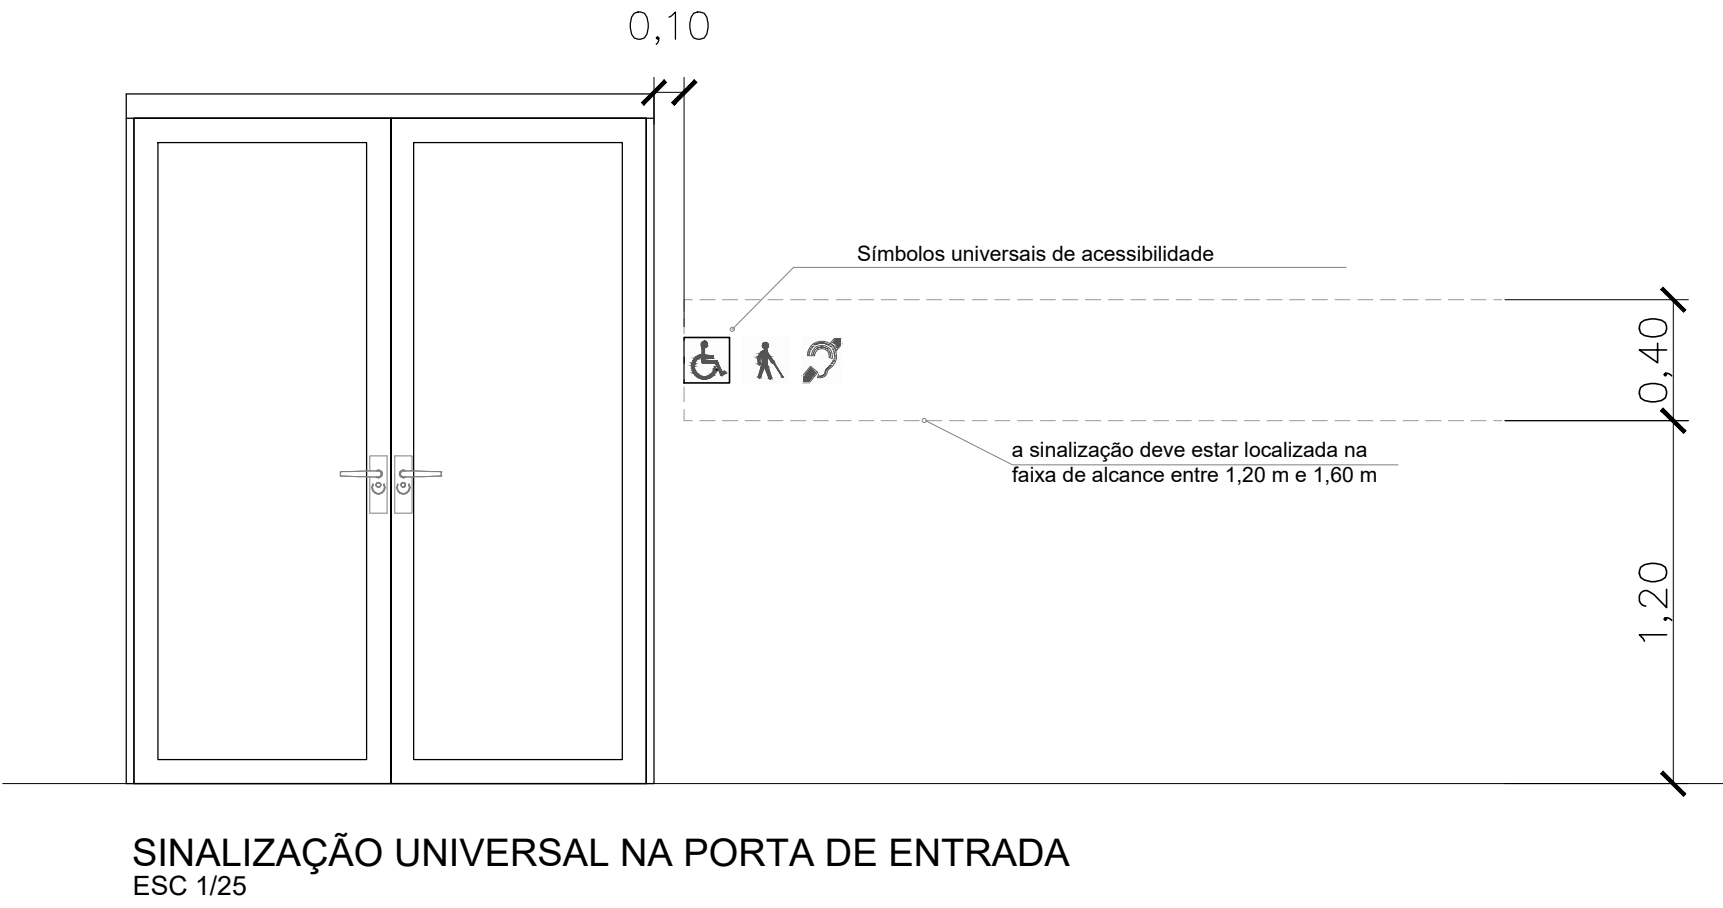 0,10
Símbolos universais de acessibilidade
0,40
a sinalização deve estar localizada na
faixa de alcance entre 1,20 m e 1,60 m
1,20
SINALIZAÇÃO UNIVERSAL NA PORTA DE ENTRADA
ESC 1/25